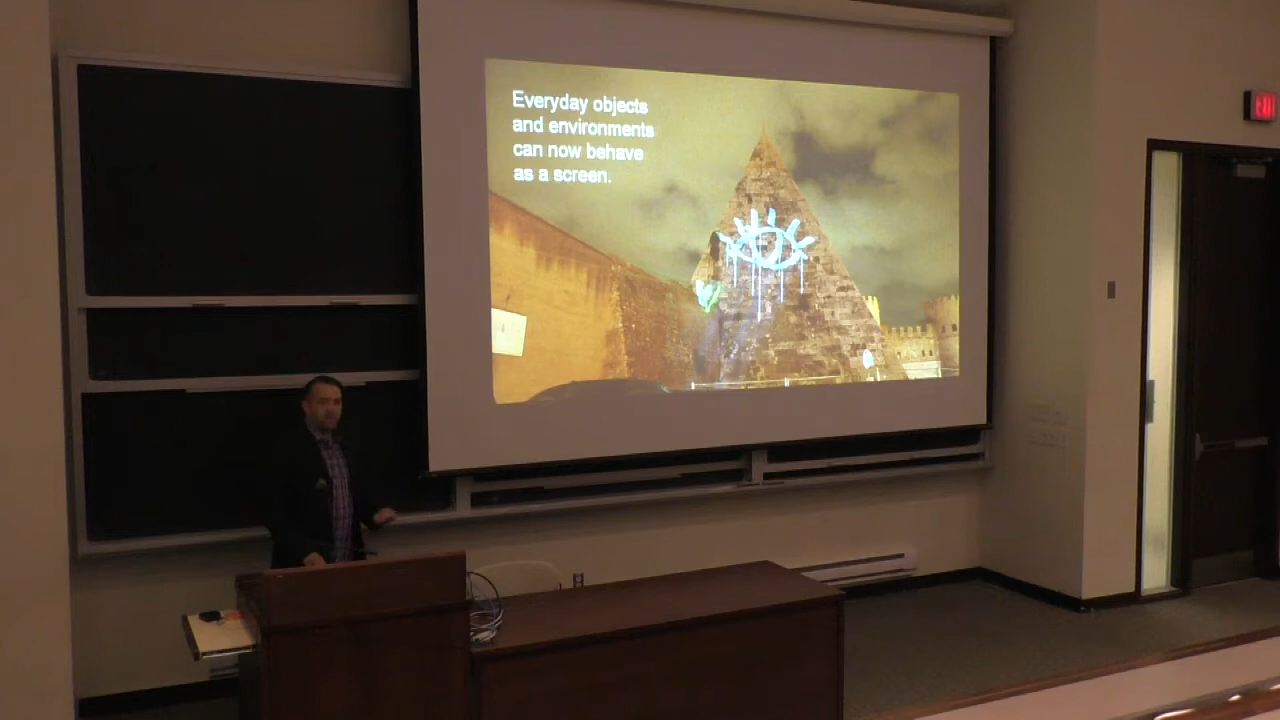 Everyday objects
and environments
can now behave
as a screen.
EXIT